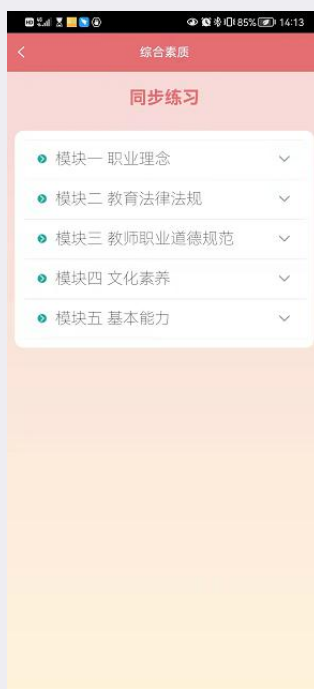 85% 14:13
综合素质
同步练习
模块一 职业理念
模块二 教育法律法规
模块三 教师职业道德规范
模块四 文化素养
模块五 基本能力